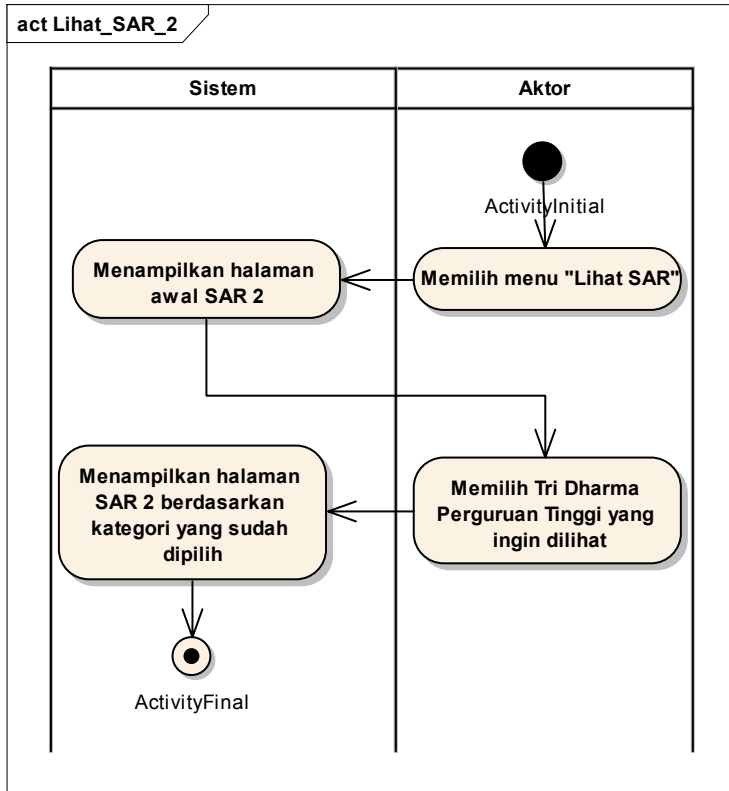 act Lihat_SAR_2
Sistem
Aktor
ActivityInitial
Memilih menu "Lihat SAR"
Menampilkan halaman
awal SAR 2
Memilih Tri Dharma
Perguruan Tinggi yang
ingin dilihat
Menampilkan halaman
SAR 2 berdasarkan
kategori yang sudah
dipilih
ActivityFinal